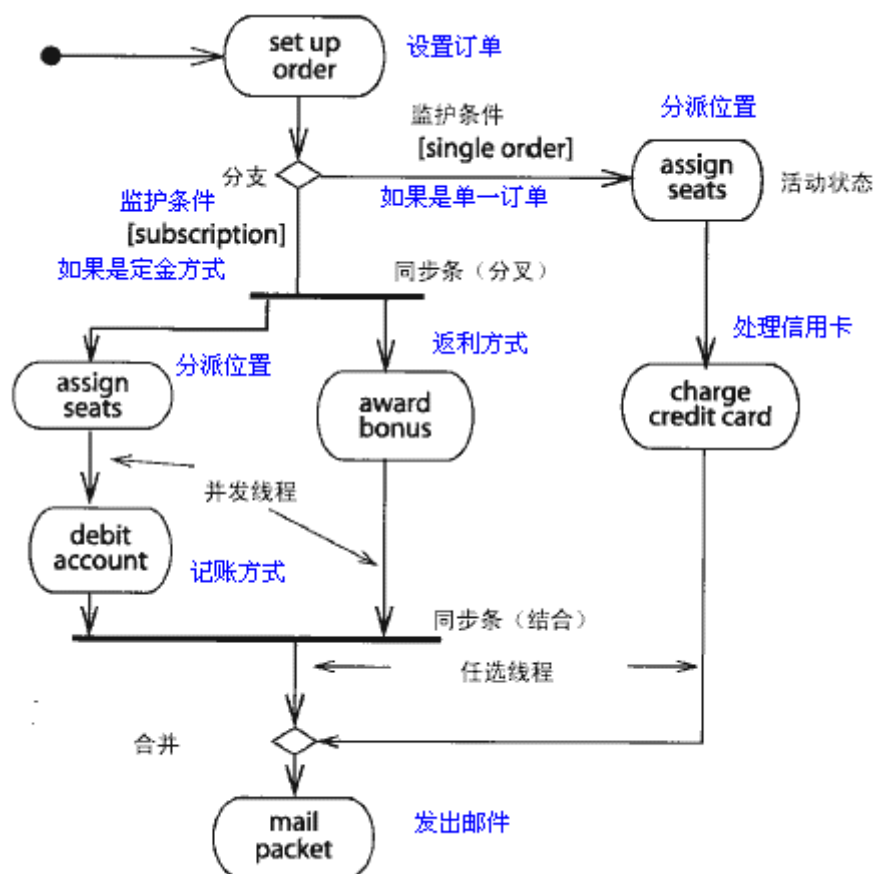 set up
order
设置订单
监护条件
[single order]
分派位置
分支
如果是单一订单
assign
seats
活动状态
监护条件
[subscription]
如果是定金方式
同步条（分叉）
处理信用卡
返利方式
分派位置
assign
seats
award
bonus
charge
credit card
并发线程
debit
account
记账方式
同步条（结合）
任选线程
合并
mail
packet
发出邮件